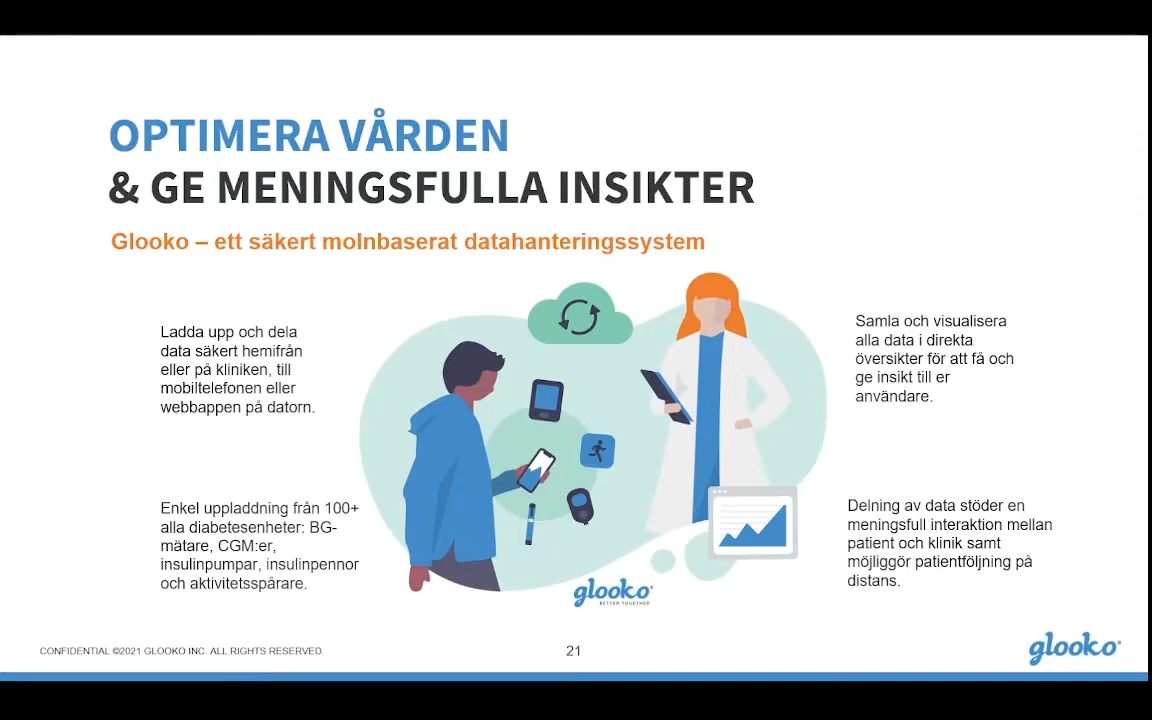 OPTIMERA VÅRDEN
& GE MENINGSFULLA INSIKTER
Glooko – ett säkert molnbaserat datahanteringssystem
Ladda upp och dela
data säkert hemifrån
eller på kliniken, till
mobiltelefonen eller
webbappen på datorn.
Samla och visualisera
alla data i direkta
översikter för att få och
ge insikt till er
användare.
Enkel uppladdning från 100+
alla diabetesenheter: BG-
mätare, CGM:er,
insulinpumpar, insulinpennor
och aktivitetsspårare.
Delning av data stöder en
meningsfull interaktion mellan
patient och klinik samt
möjliggör patientföljning på
distans.
glooko
BETTER TOGETHER
CONFIDENTIAL ©2021 GLOOKO INC. ALL RIGHTS RESERVED.
21
glooko